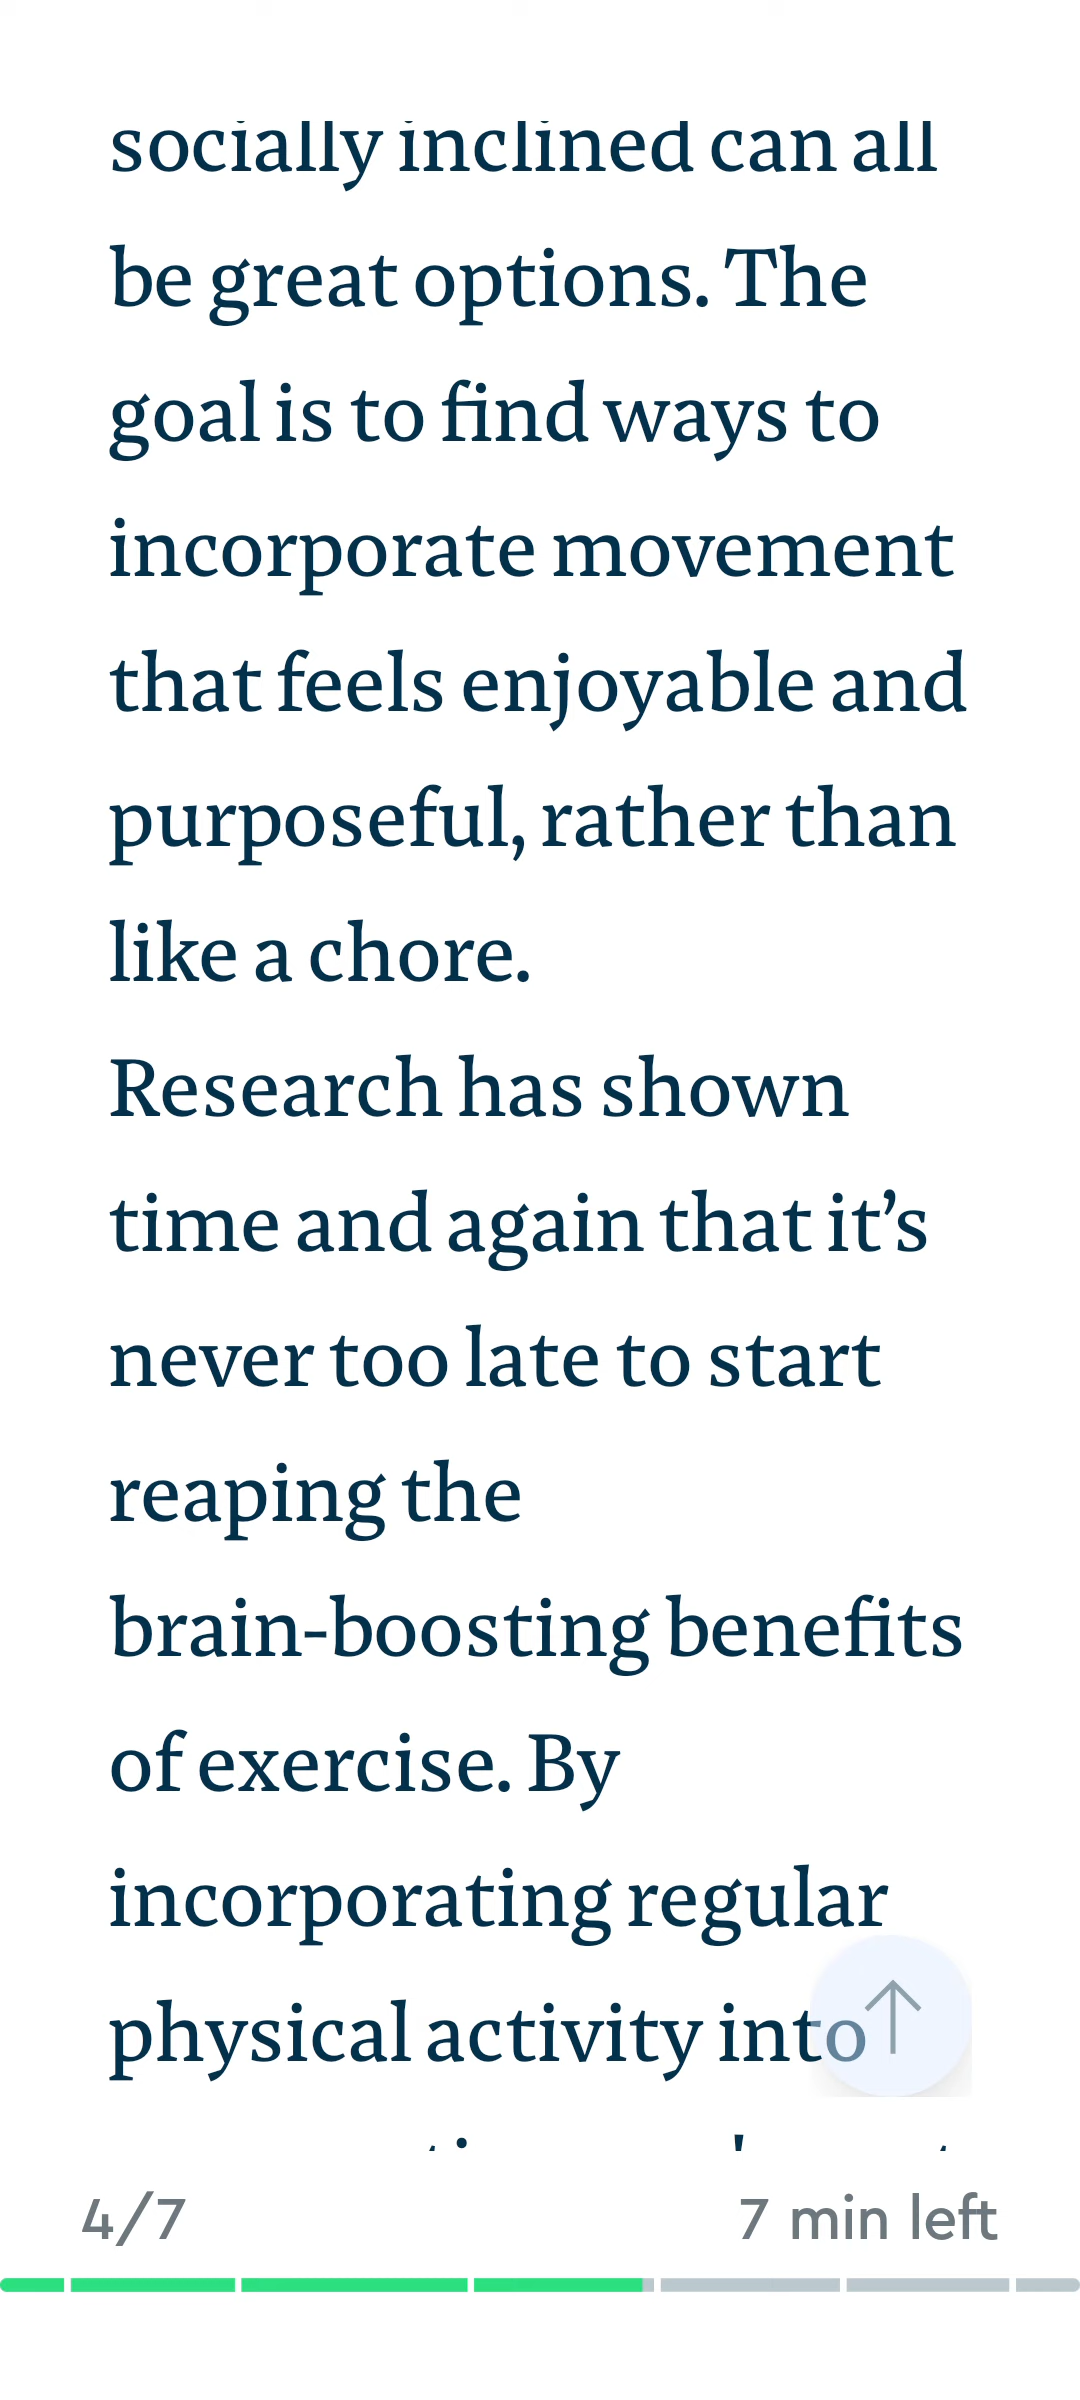 socially inclined can all
be great options. The
goal is to find ways to
incorporate movement
that feels enjoyable and
purposeful, rather than
like a chore.
Research has shown
time and again that it’s
never too late to start
reaping the
brain-boosting benefits
of exercise. By
incorporating regular
physical activity into
4/7
7 min left